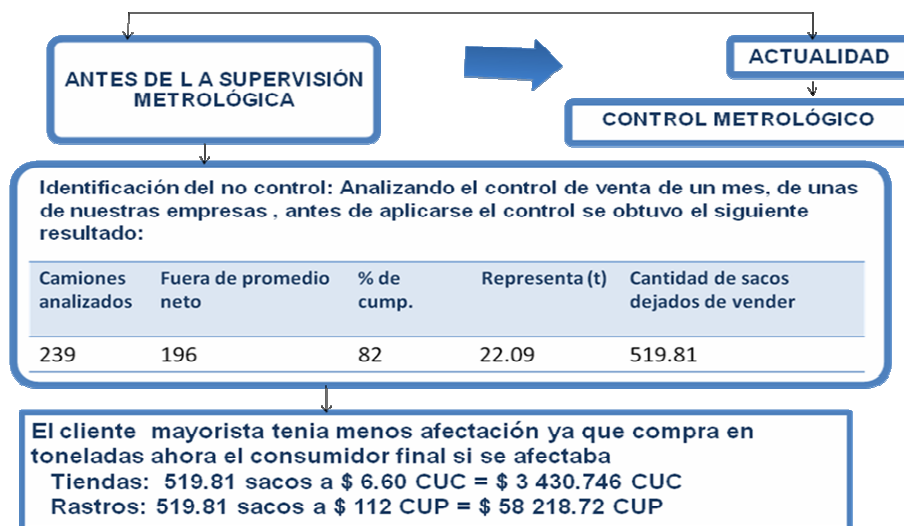 ANTES DE L A SUPERVISIÓN
METROLÓGICA
ACTUALIDAD
CONTROL METROLÓGICO
Identificación del no control: Analizando el control de venta de un mes, de unas
de nuestras empresas , antes de aplicarse el control se obtuvo el siguiente
resultado:
Camiones analizados
Fuera de promedio neto
% de cump.
Representa (t)
Cantidad de sacos dejados de vender
239 196 82 22.09 519.81
El cliente mayorista tenia menos afectación ya que compra en
toneladas ahora el consumidor final si se afectaba
Tiendas: 519.81 sacos a $ 6.60 CUC = $ 3 430.746 CUC
Rastros: 519.81 sacos a $ 112 CUP = $ 58 218.72 CUP